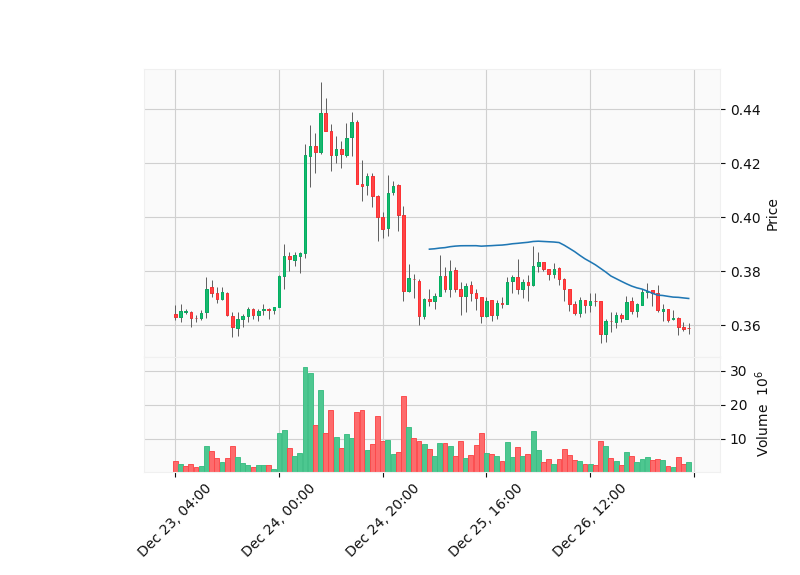 0.44
0.42
0.40
0.38
0.36
Price
30
20
10
Volume 10^6
Dec 23, 04:00
Dec 24, 00:00
Dec 24, 20:00
Dec 25, 16:00
Dec 26, 12:00